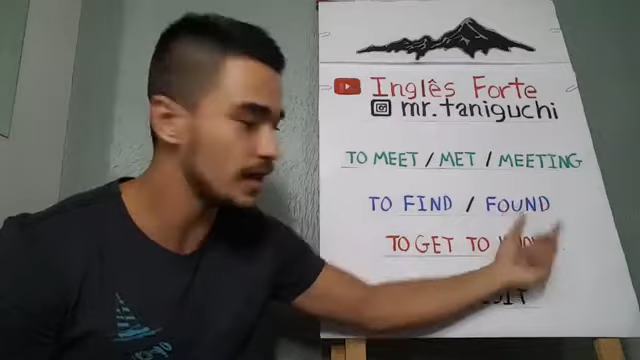 Inglês Forte
mr.taniguchi
TO MEET / MET / MEETING
TO FIND / FOUND
TO GET TO